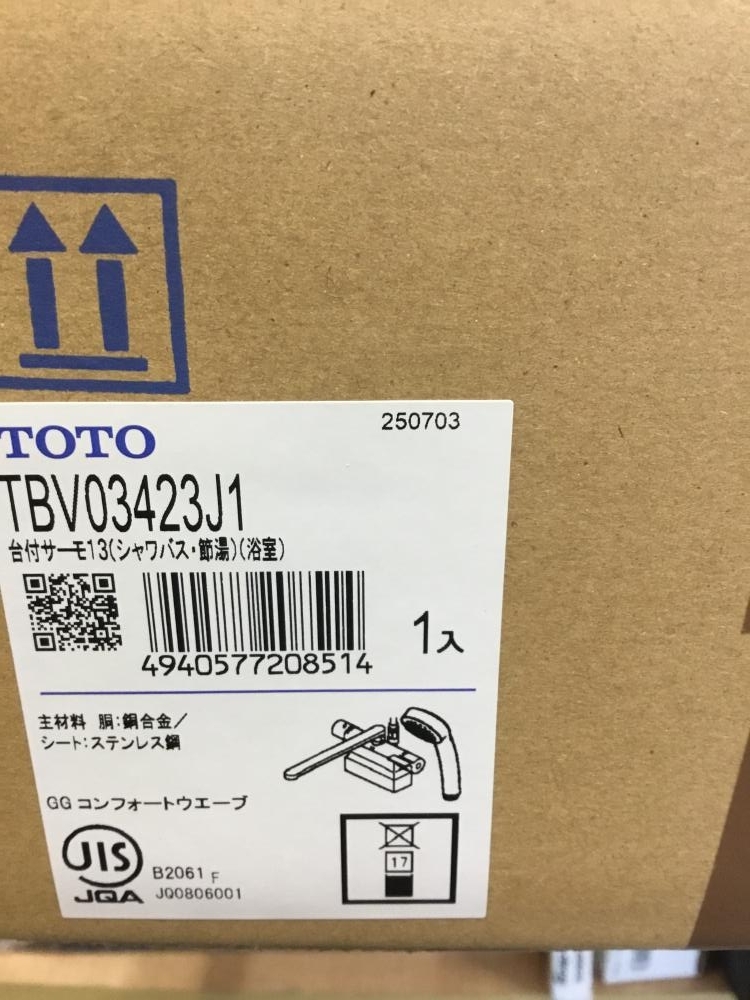 250703
TOTO
TBV03423J1
台付サーモ13(シャワバス・節湯)(浴室)
1入
4940577208514
主材料 胴:銅合金/
シート:ステンレス鋼
GGコンフォートウエーブ
JIS
JQA
B2061 F
JQ0806001
17